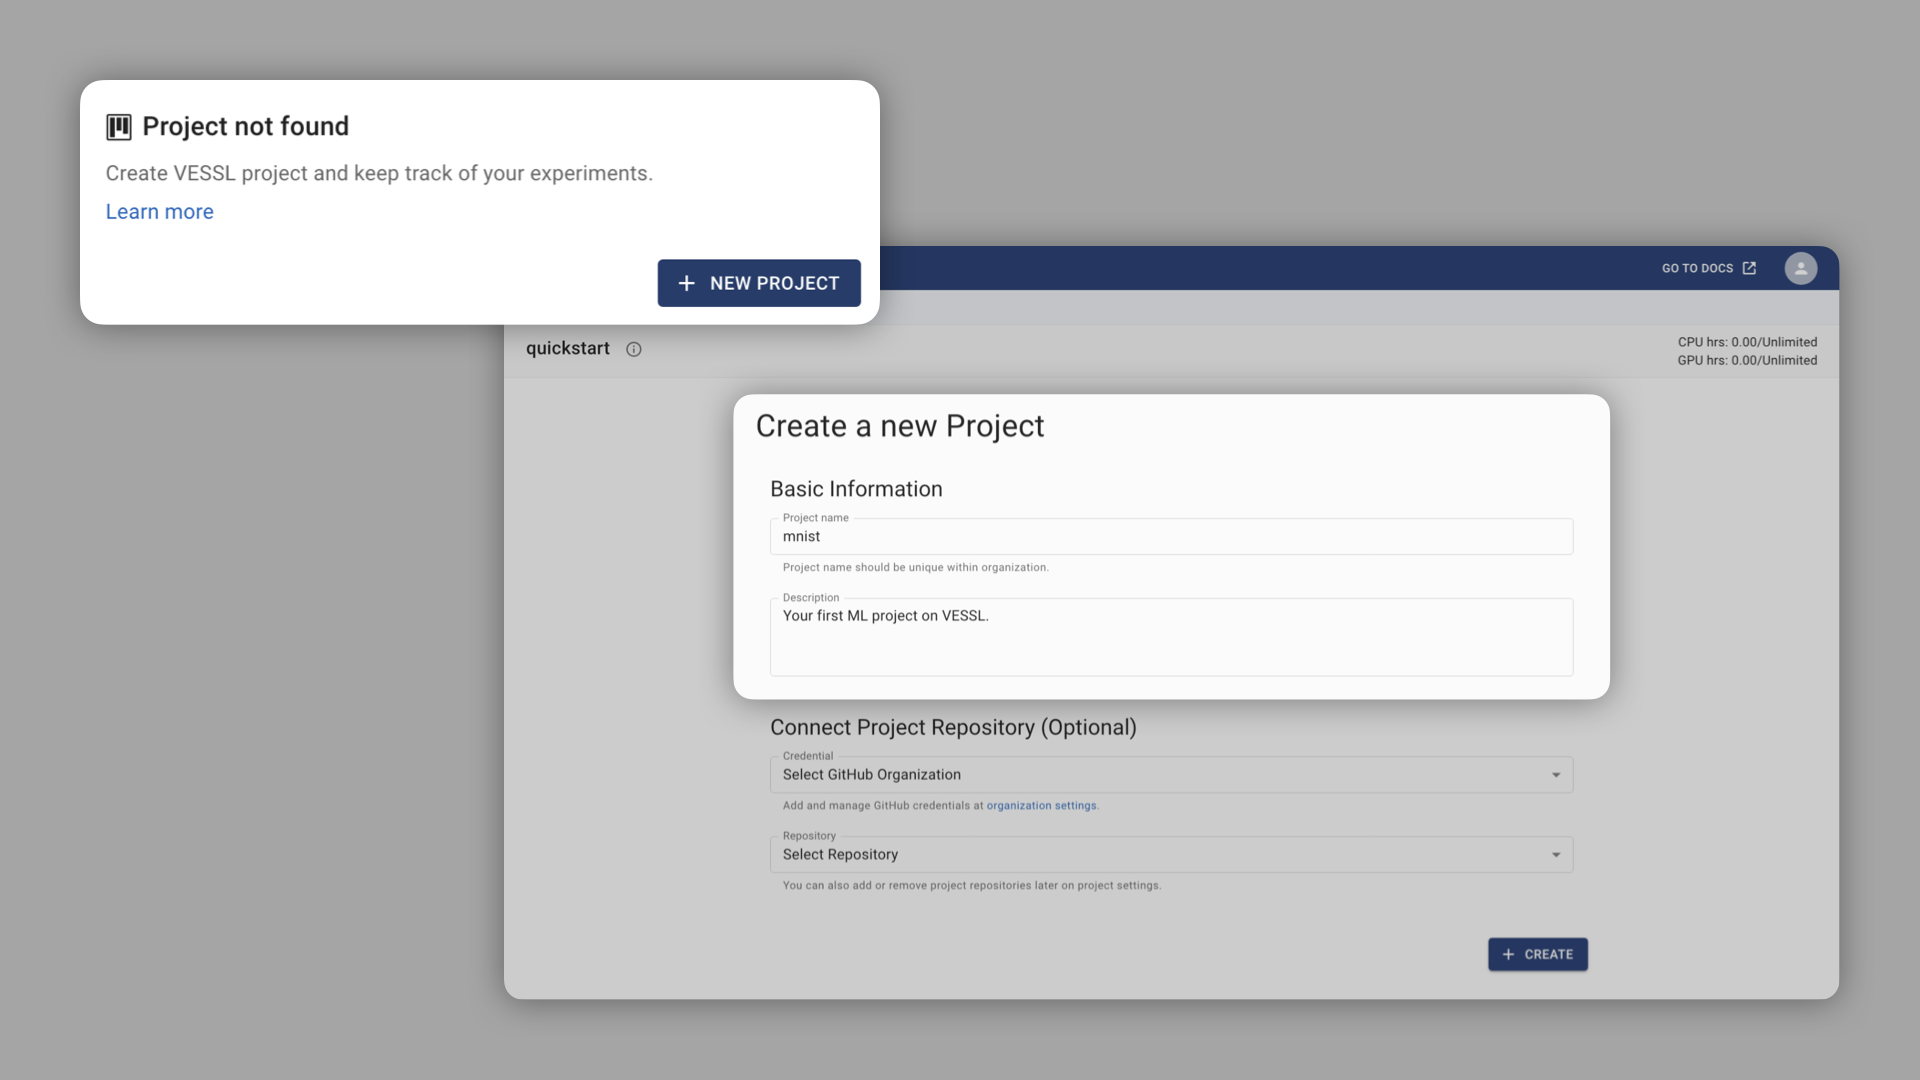 Project not found
Create VESSL project and keep track of your experiments.
Learn more
NEW PROJECT
GO TO DOCS
quickstart
CPU hrs: 0.00/Unlimited
GPU hrs: 0.00/Unlimited
Create a new Project
Basic Information
Project name
mnist
Project name should be unique within organization.
Description
Your first ML project on VESSL.
Connect Project Repository (Optional)
Credential
Select GitHub Organization
Add and manage GitHub credentials at organization settings.
Repository
Select Repository
You can also add or remove project repositories later on project settings.
CREATE